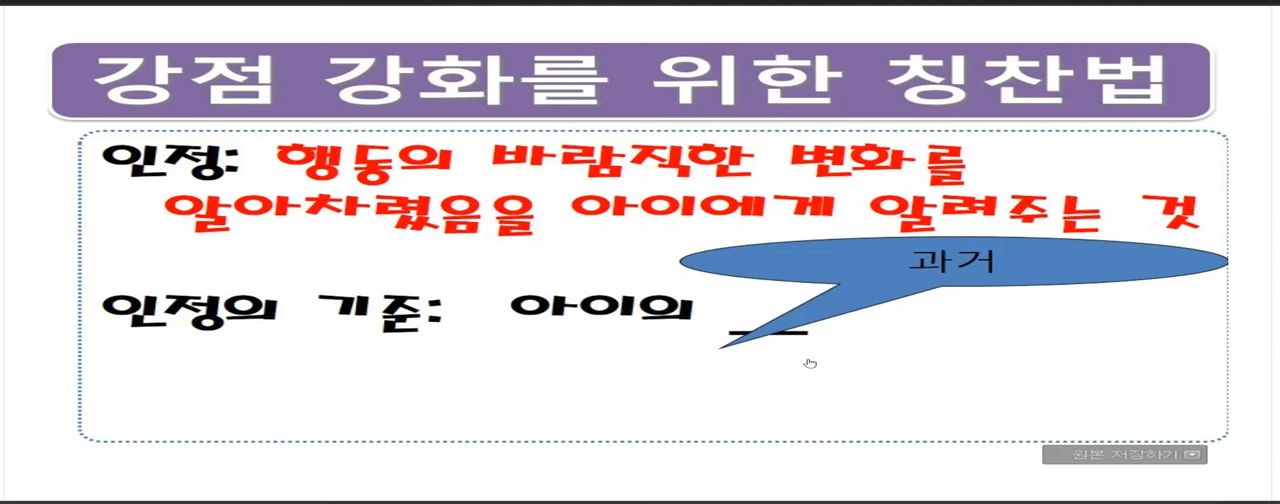 강점 강화를 위한 칭찬법
인정: 행동의 바람직한 변화를
알아차렸음을 아이에게 알려주는 것
과거
인정의 기준: 아이의 __
원본 저장하기